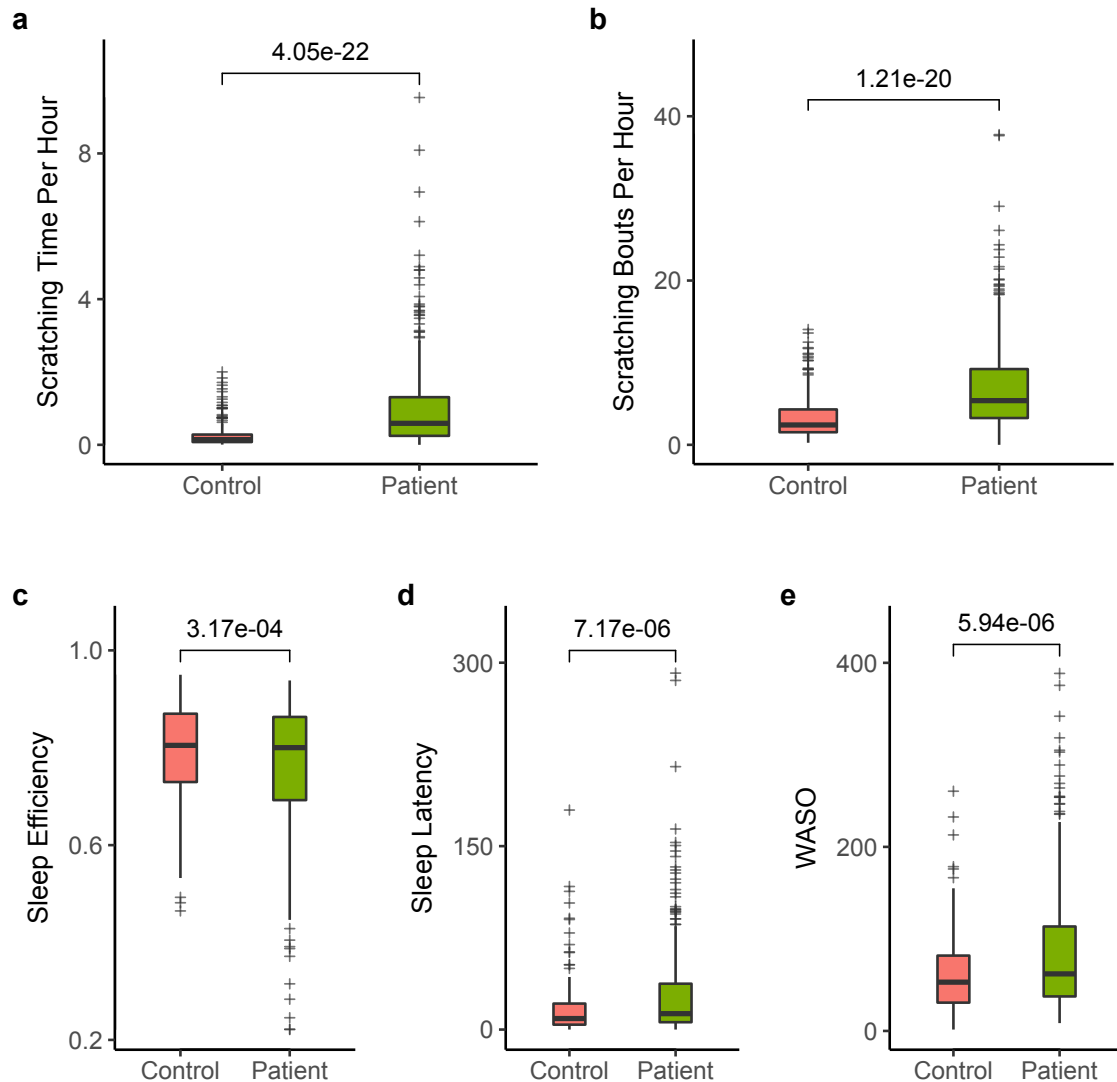 a
4.05e-22
Scratching Time Per Hour
8
4
0
Control Patient
b
1.21e-20
Scratching Bouts Per Hour
40
20
0
Control Patient
c
3.17e-04
Sleep Efficiency
1.0
0.6
0.2
Control Patient
d
7.17e-06
Sleep Latency
300
150
0
Control Patient
e
5.94e-06
WASO
400
200
0
Control Patient